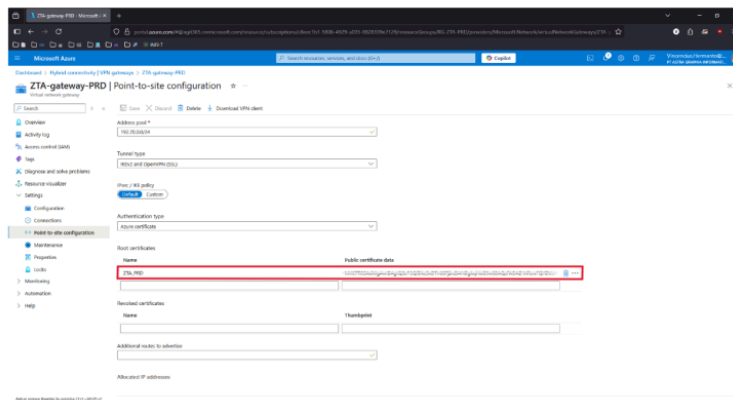 ZTA-gateway-PRD - Microsoft
Microsoft Azure
Search resources, services, and docs (G+/)
Copilot
Dashboard > Hybrid connectivity | VPN gateways > ZTA-gateway-PRD
ZTA-gateway-PRD | Point-to-site configuration
Virtual network gateway
Search
Save
Discard
Delete
Download VPN client
Overview
Activity log
Access control (IAM)
Tags
Diagnose and solve problems
Resource visualizer
Settings
Configuration
Connections
Point-to-site configuration
Maintenance
Properties
Locks
Monitoring
Automation
Help
Address pool *
Tunnel type
IKEv2 and OpenVPN (SSL)
IPsec / IKE policy
Default
Custom
Authentication type
Azure certificate
Root certificates
Name
Public certificate data
ZTA_PRD
Revoked certificates
Name
Thumbprint
Additional routes to advertise
Allocated IP addresses